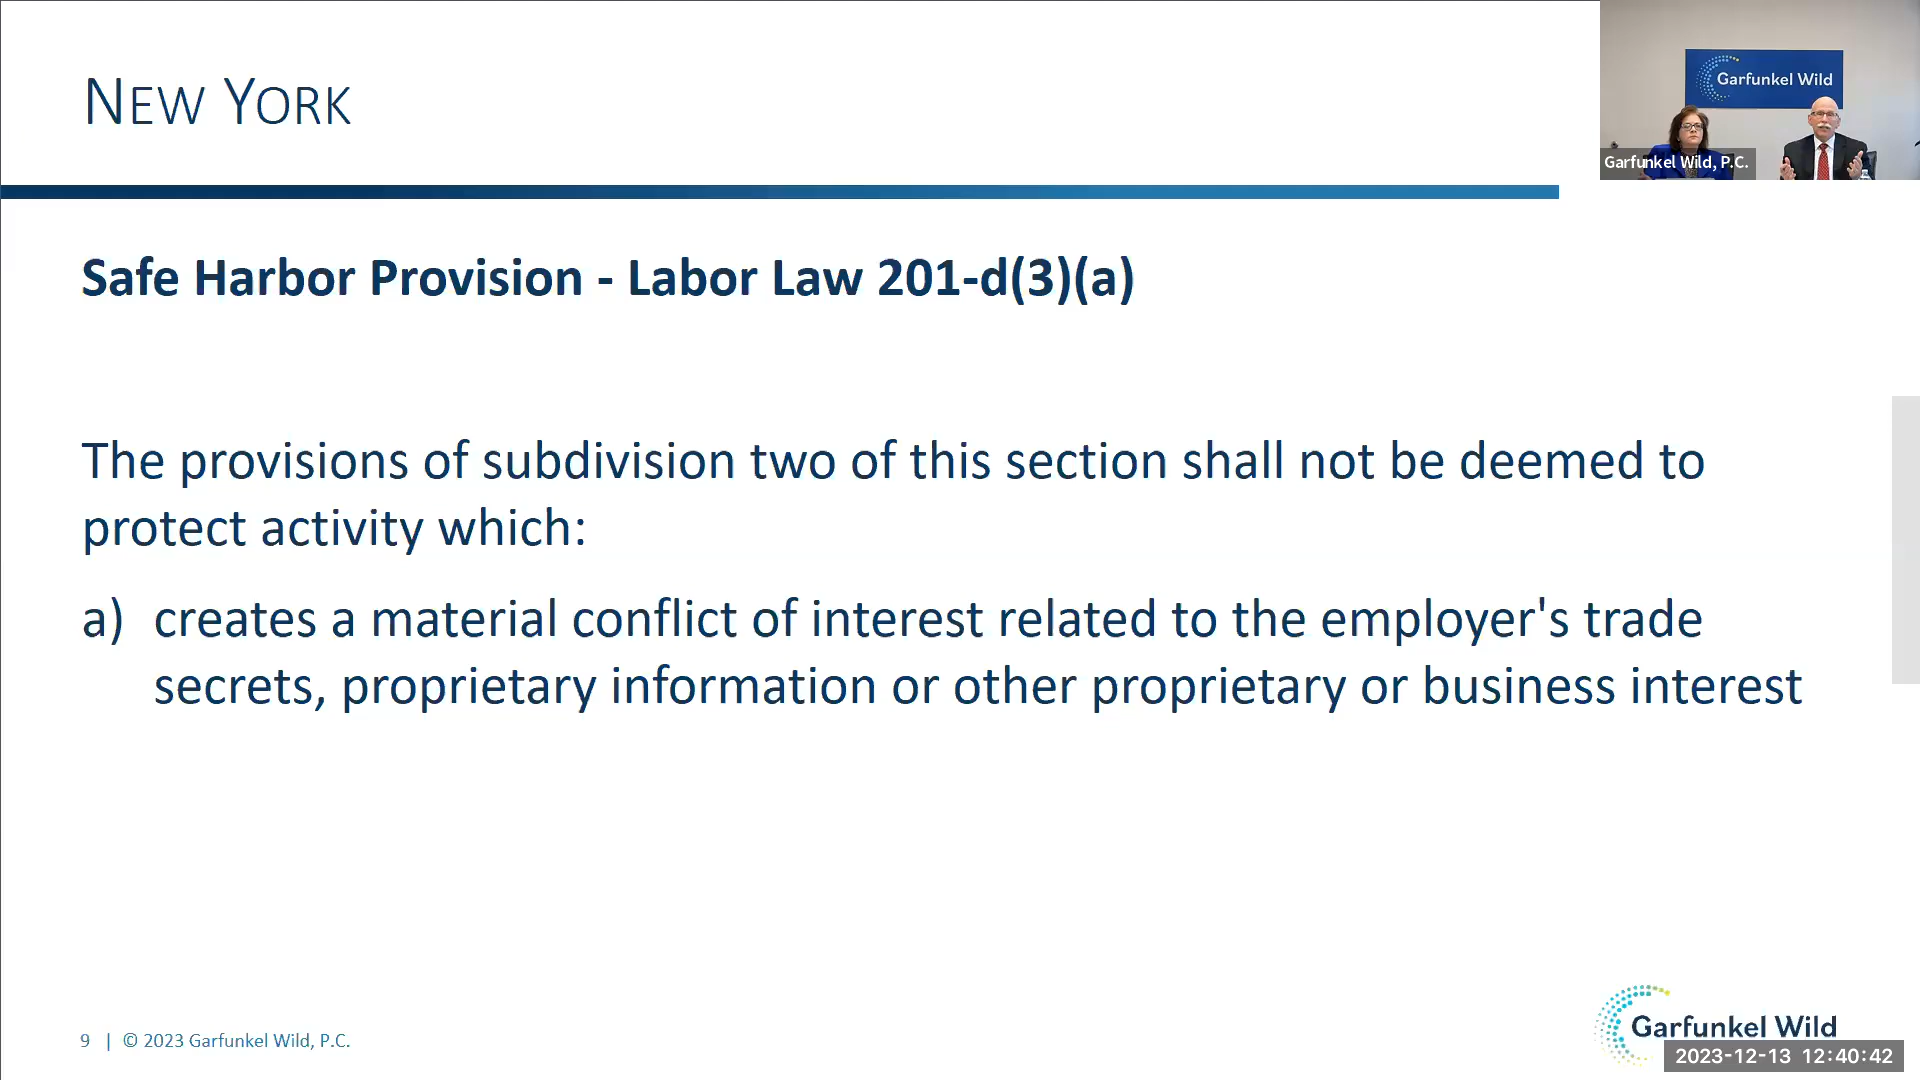 NEW YORK
Garfunkel Wild
Garfunkel Wild, P.C.
Safe Harbor Provision - Labor Law 201-d(3)(a)
The provisions of subdivision two of this section shall not be deemed to
protect activity which:
a) creates a material conflict of interest related to the employer's trade
secrets, proprietary information or other proprietary or business interest
9 | © 2023 Garfunkel Wild, P.C.
Garfunkel Wild
2023-12-13 12:40:42